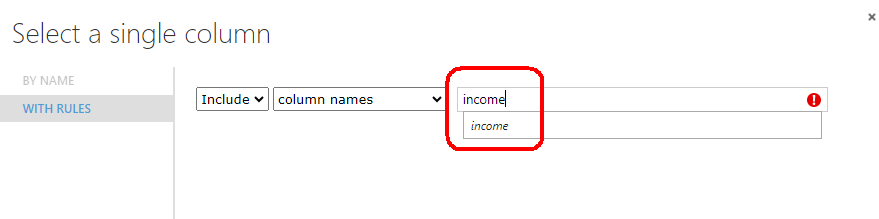 ×
Select a single column
BY NAME
WITH RULES
Include column names income
income